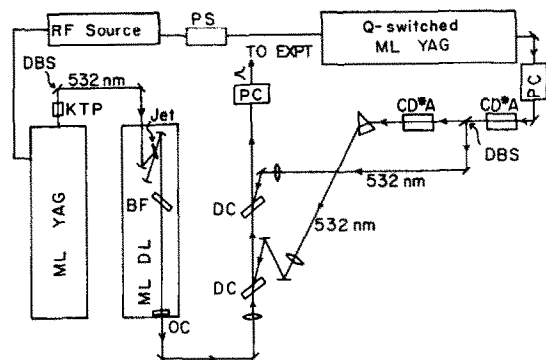 RF Source
PS
Q-switched
ML YAG
TO EXPT
DBS
532 nm
KTP
Jet
PC
PC
CD*A
CD*A
DBS
532 nm
BF
DC
532 nm
ML YAG
ML DL
DC
OC